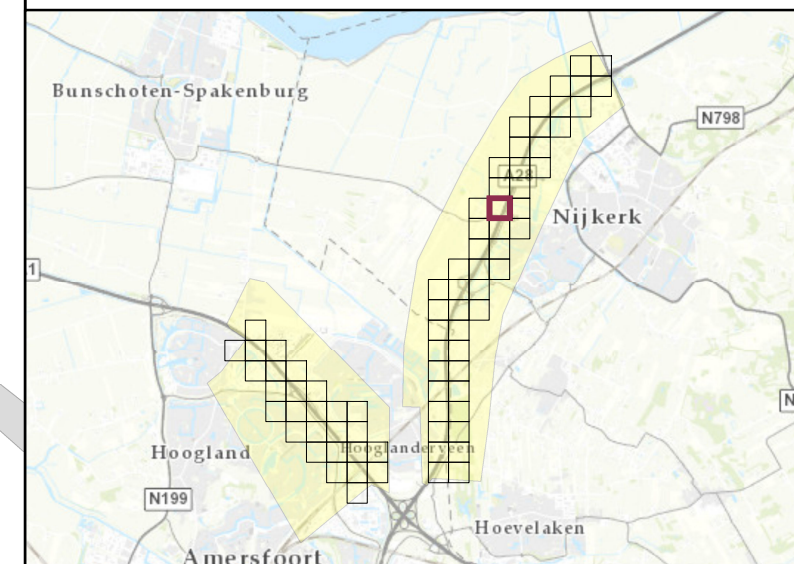 Bunschoten-Spakenburg
N798
A28
Nijkerk
1
N
Hooglanderveen
Hoogland
N199
Hoevelaken
Amersfoort